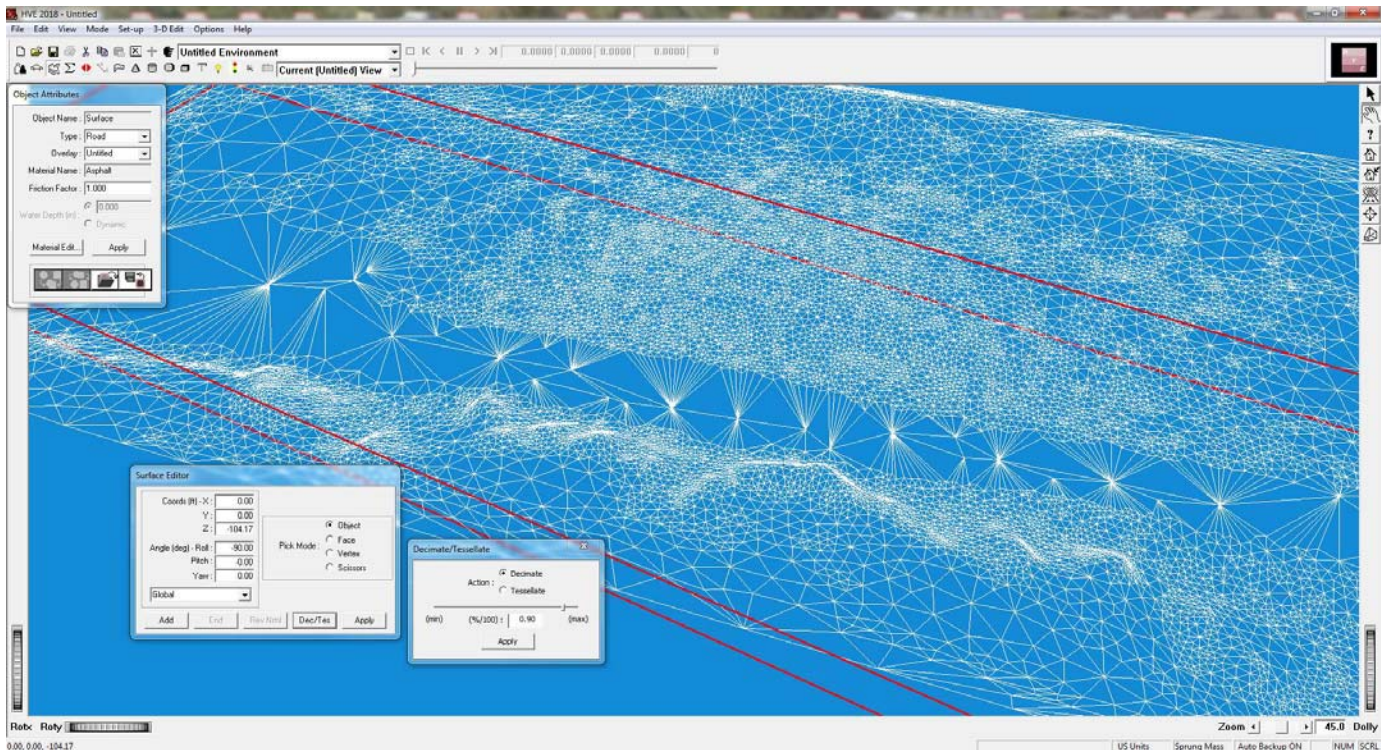 HVE 2018 - Untitled
File Edit View Mode Set-up 3-D Edit Options Help
Untitled Environment
0.0000 0.0000 0.0000 0.0000 0
Current (Untitled) View
Object Attributes
Object Name : Surface
Type : Road
Overlay : Untitled
Material Name : Asphalt
Friction Factor : 1.000
Water Depth (in) : 0.000
Dynamic
Material Edit... Apply
Surface Editor
Coords (ft) - X : 0.00
Y : 0.00
Z : -104.17
Angle (deg) - Roll : -90.00
Pitch : -0.00
Yaw : 0.00
Global
Pick Mode : Object
Face
Vertex
Scissors
Add End Rev Nrml Dec/Tes Apply
Decimate/Tessellate
Action : Decimate
Tessellate
(min) (%/100) : 0.90 (max)
Apply
Rotx Roty Zoom 45.0 Dolly
0.00, 0.00, -104.17 US Units Sprung Mass Auto Backup ON NUM SCRL